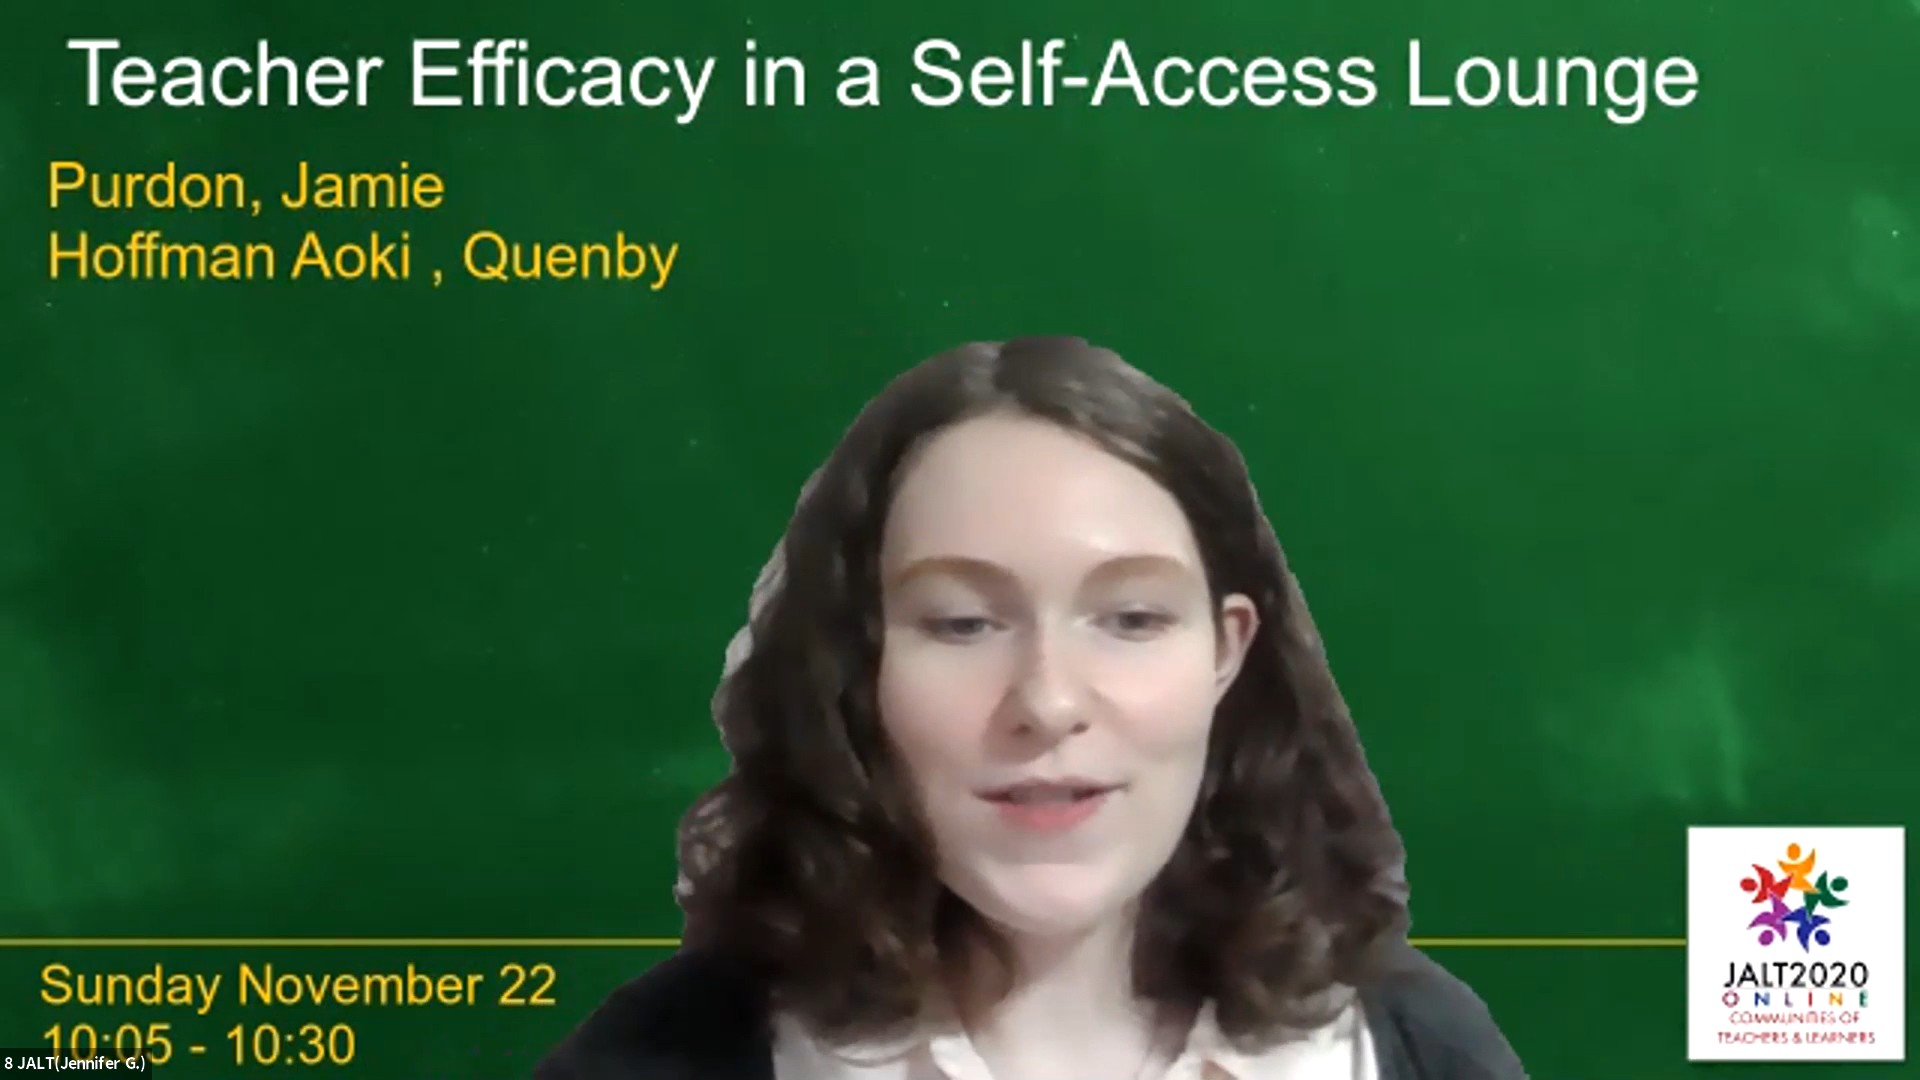 Teacher Efficacy in a Self-Access Lounge
Purdon, Jamie
Hoffman Aoki , Quenby
Sunday November 22
10:05 - 10:30
8 JALT(Jennifer G.)
JALT2020
ONLINE
COMMUNITIES OF
TEACHERS & LEARNERS